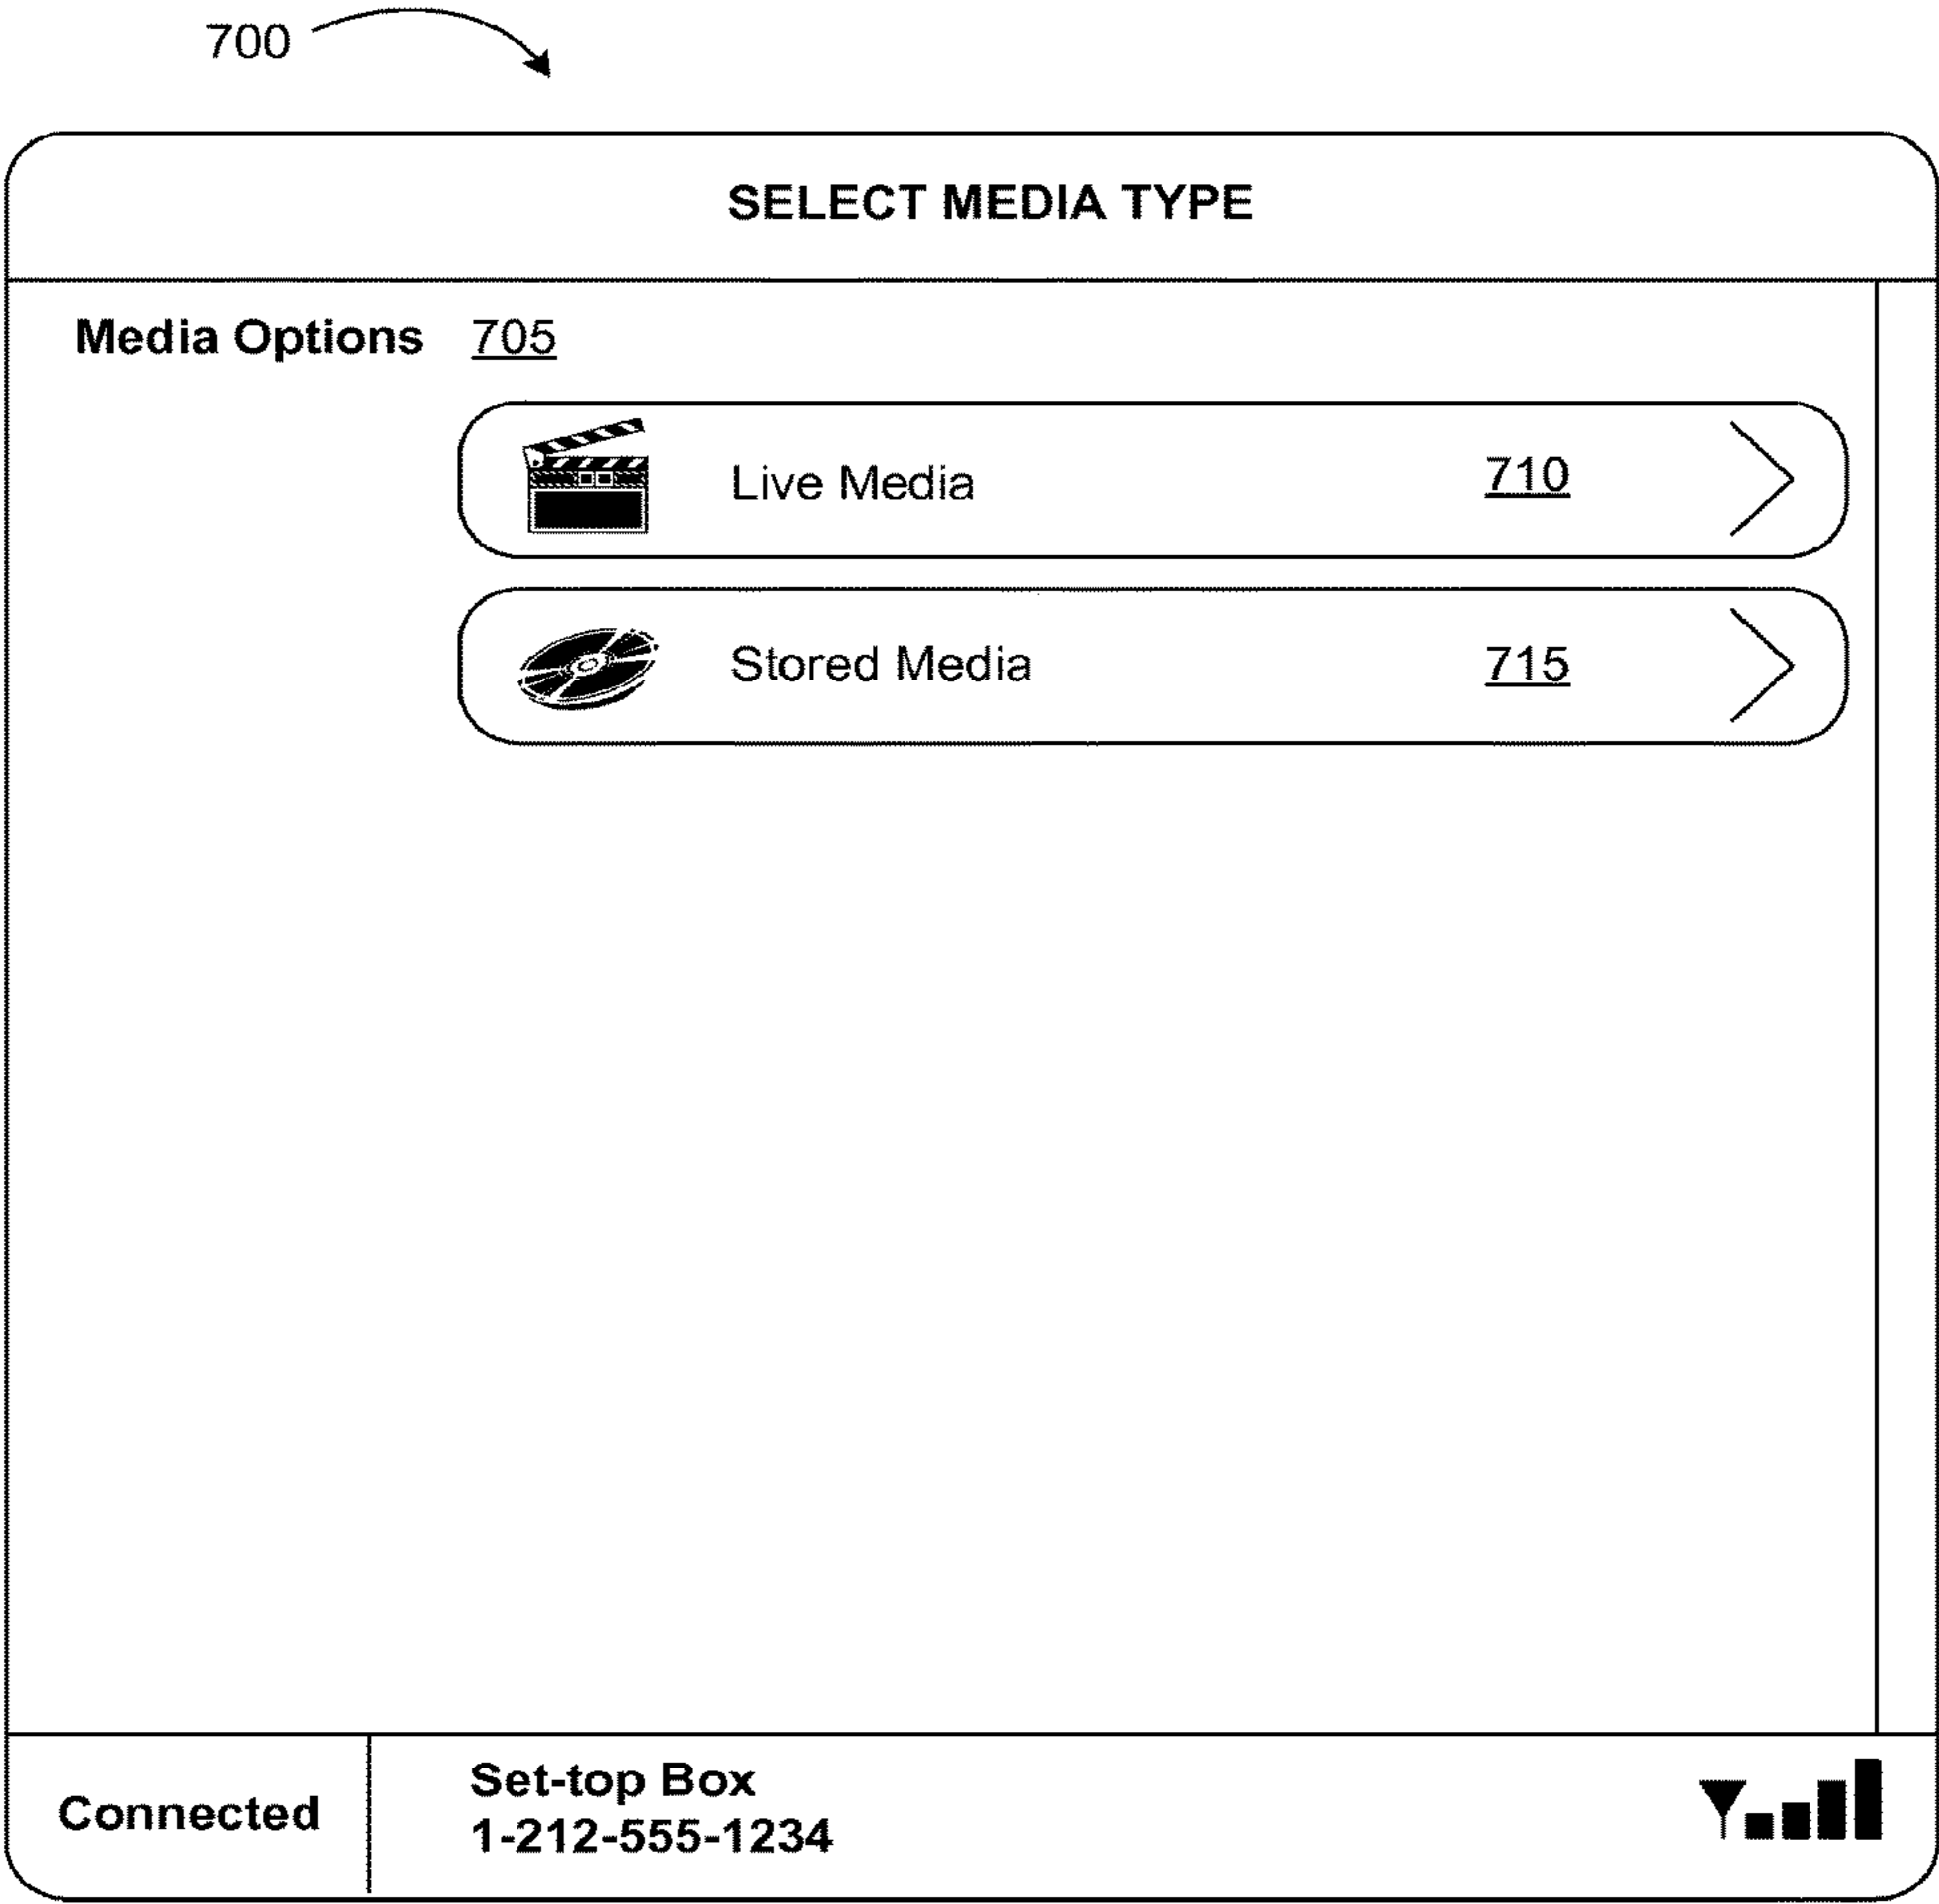 700
SELECT MEDIA TYPE
Media Options 705
Live Media 710
Stored Media 715
Connected
Set-top Box
1-212-555-1234